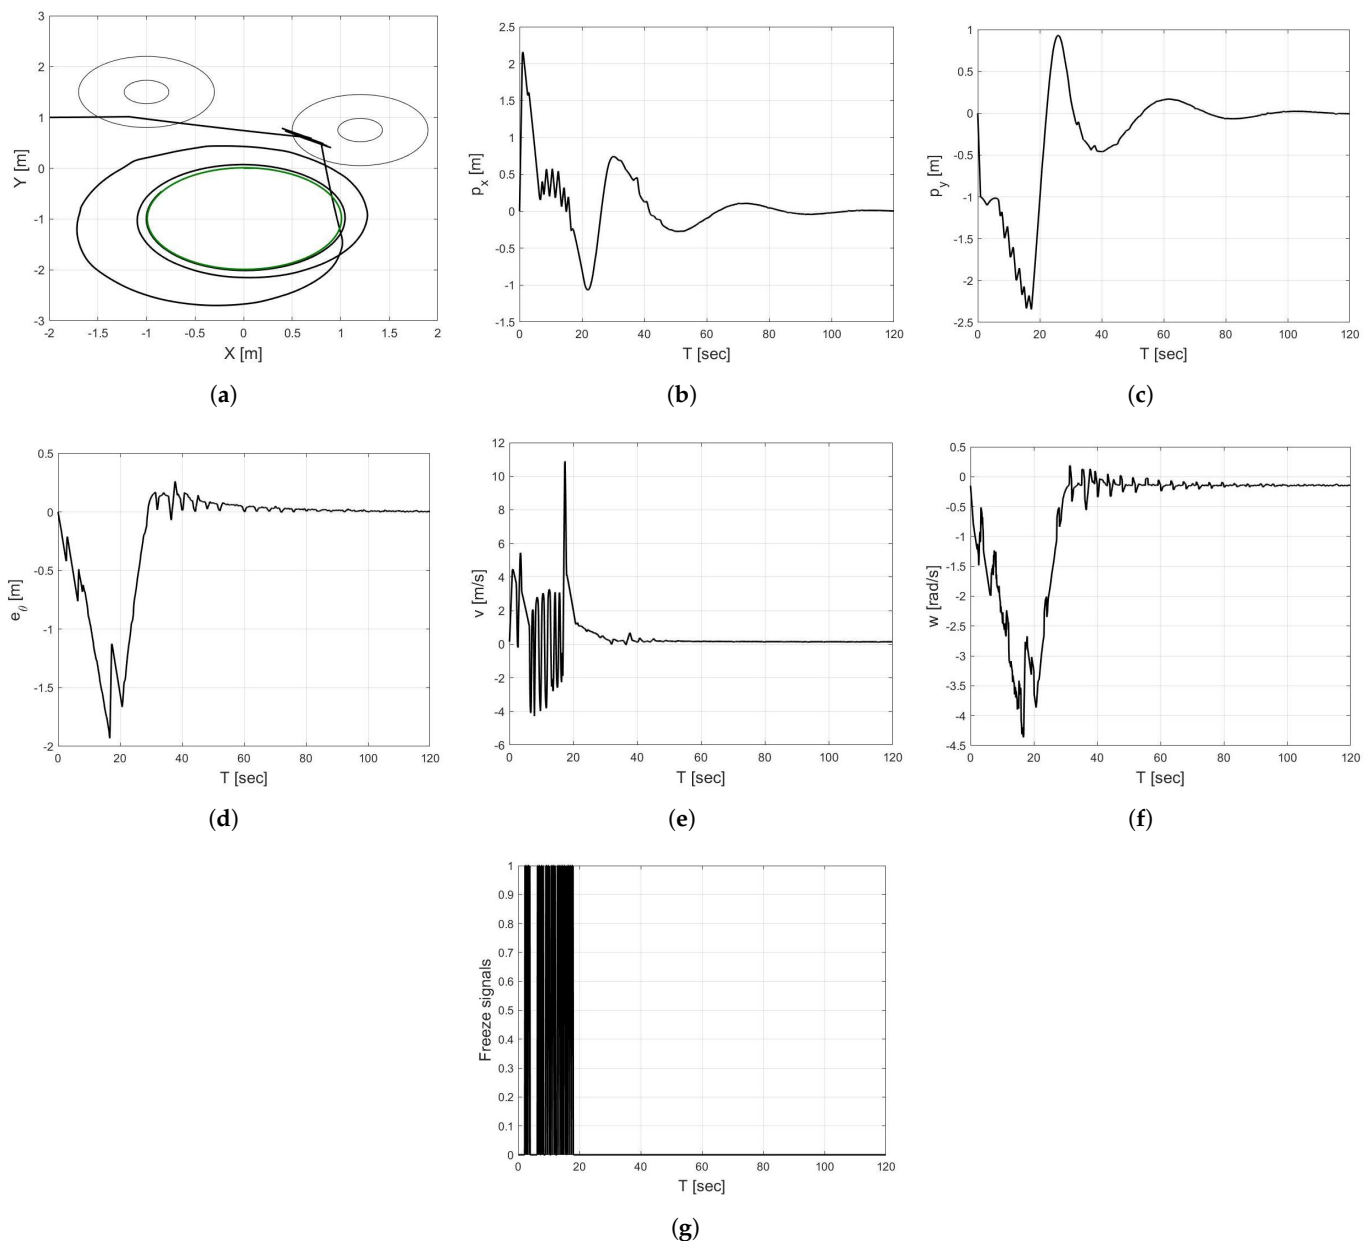 3
2
1
0
-1
-2
-3
Y [m]
-2 -1.5 -1 -0.5 0 0.5 1 1.5 2
X [m]
(a)
2.5
2
1.5
1
0.5
0
-0.5
-1
-1.5
p_x [m]
0 20 40 60 80 100 120
T [sec]
(b)
1
0.5
0
-0.5
-1
-1.5
-2
-2.5
p_y [m]
0 20 40 60 80 100 120
T [sec]
(c)
0.5
0
-0.5
-1
-1.5
-2
e_θ [m]
0 20 40 60 80 100 120
T [sec]
(d)
12
10
8
6
4
2
0
-2
-4
-6
v [m/s]
0 20 40 60 80 100 120
T [sec]
(e)
0.5
0
-0.5
-1
-1.5
-2
-2.5
-3
-3.5
-4
-4.5
w [rad/s]
0 20 40 60 80 100 120
T [sec]
(f)
1
0.9
0.8
0.7
0.6
0.5
0.4
0.3
0.2
0.1
0
Freeze signals
0 20 40 60 80 100 120
T [sec]
(g)